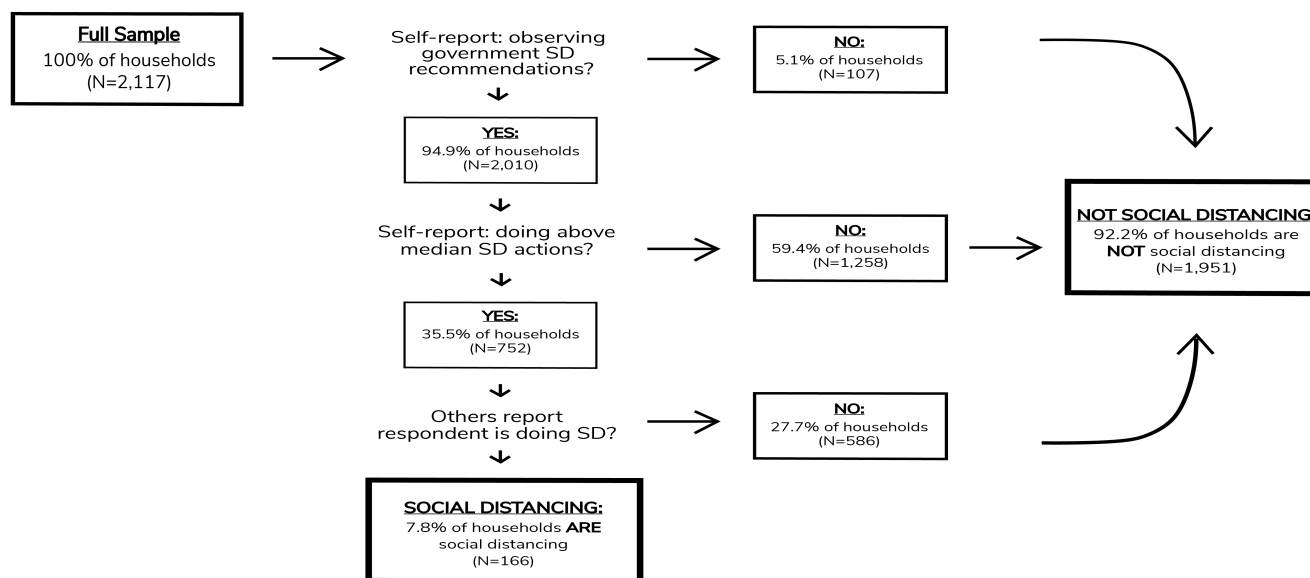 Full Sample
100% of households
(N=2,117)
Self-report: observing
government SD
recommendations?
NO:
5.1% of households
(N=107)
YES:
94.9% of households
(N=2,010)
Self-report: doing above
median SD actions?
NO:
59.4% of households
(N=1,258)
NOT SOCIAL DISTANCING
92.2% of households are
NOT social distancing
(N=1,951)
YES:
35.5% of households
(N=752)
Others report
respondent is doing SD?
NO:
27.7% of households
(N=586)
SOCIAL DISTANCING:
7.8% of households ARE
social distancing
(N=166)